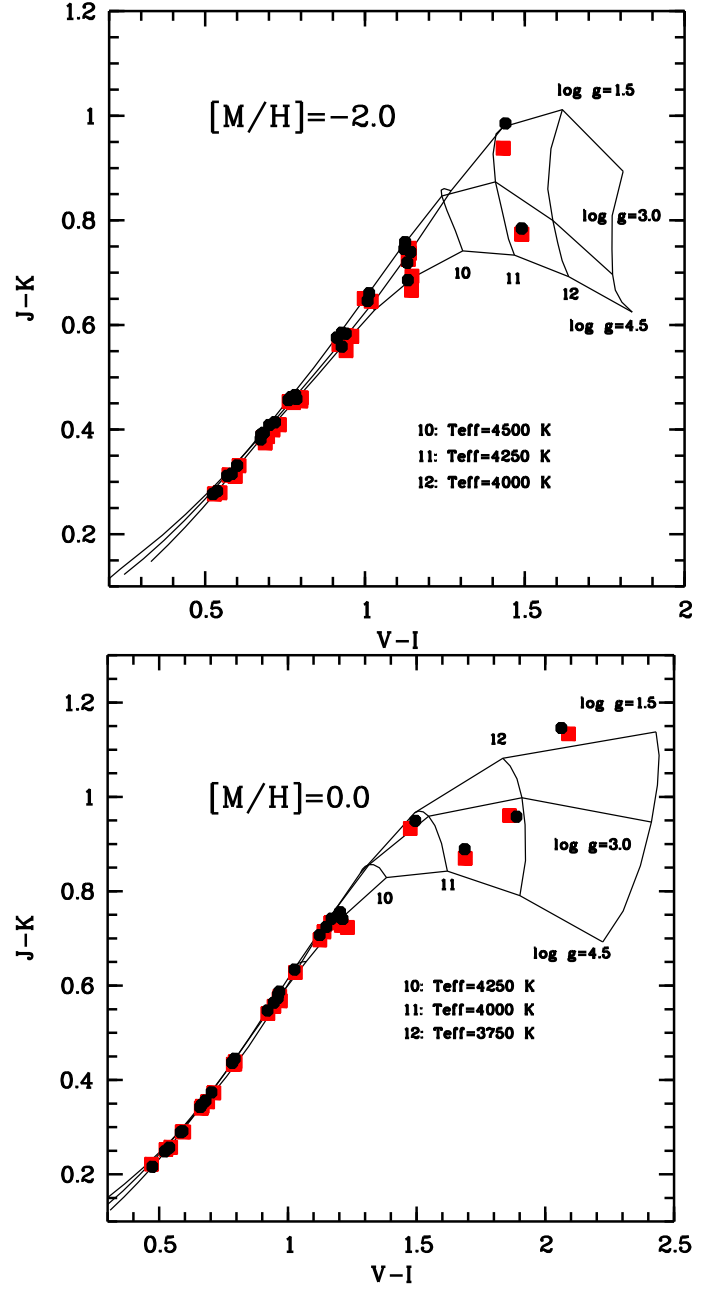 1.2
log g=1.5
[M/H]=−2.0
1
log g=3.0
0.8
10
11
12
J−K
log g=4.5
0.6
10: Teff=4500 K
11: Teff=4250 K
12: Teff=4000 K
0.4
0.2
0.5
1
1.5
2
V−I
1.2
log g=1.5
12
[M/H]=0.0
1
log g=3.0
0.8
10
11
J−K
log g=4.5
0.6
10: Teff=4250 K
11: Teff=4000 K
12: Teff=3750 K
0.4
0.2
0.5
1
1.5
2
2.5
V−I